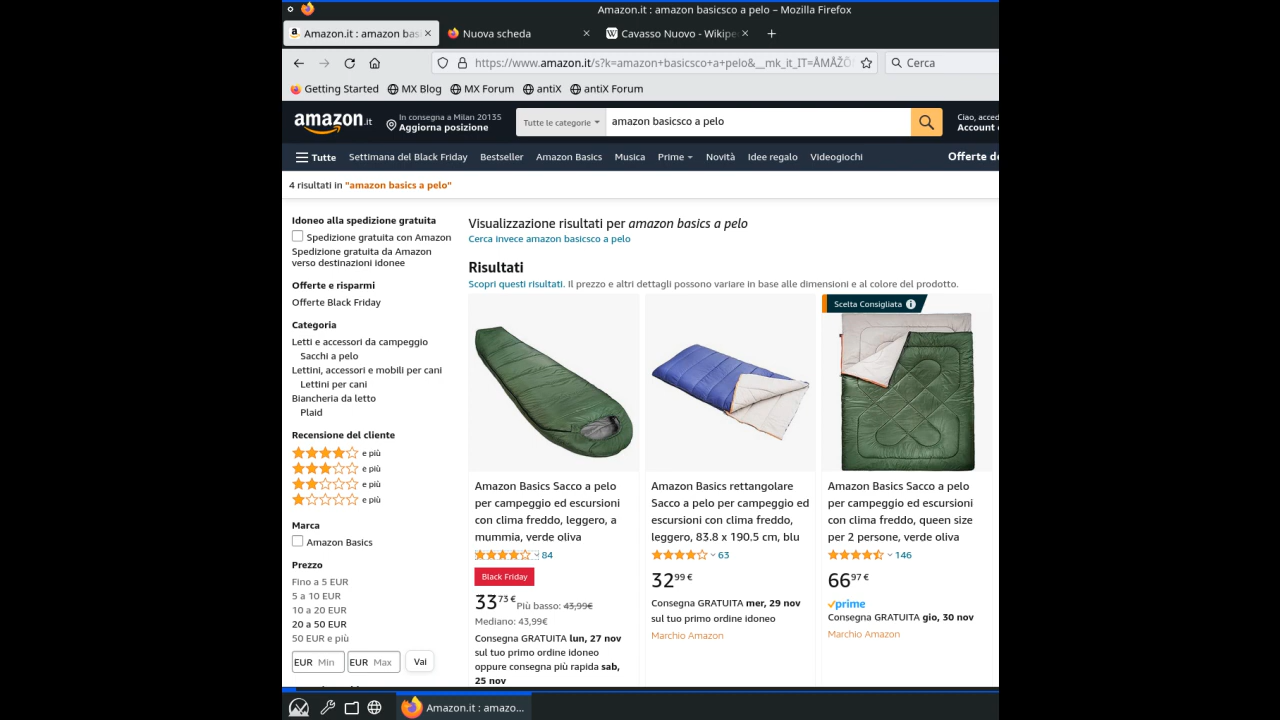 Amazon.it : amazon basicsco a pelo – Mozilla Firefox
Amazon.it : amazon bas
Nuova scheda
Cavasso Nuovo - Wikipe
https://www.amazon.it/s?k=amazon+basicsco+a+pelo&__mk_it_IT=ÅMÅŽÕ
Cerca
Getting Started
MX Blog
MX Forum
antiX
antiX Forum
amazon.it
In consegna a Milan 20135
Aggiorna posizione
Tutte le categorie
amazon basicsco a pelo
Ciao, acced
Account
Tutte
Settimana del Black Friday
Bestseller
Amazon Basics
Musica
Prime
Novità
Idee regalo
Videogiochi
Offerte de
4 risultati in "amazon basics a pelo"
Idoneo alla spedizione gratuita
Spedizione gratuita con Amazon
Spedizione gratuita da Amazon
verso destinazioni idonee
Offerte e risparmi
Offerte Black Friday
Categoria
Letti e accessori da campeggio
Sacchi a pelo
Lettini, accessori e mobili per cani
Lettini per cani
Biancheria da letto
Plaid
Recensione del cliente
e più
e più
e più
e più
Marca
Amazon Basics
Prezzo
Fino a 5 EUR
5 a 10 EUR
10 a 20 EUR
20 a 50 EUR
50 EUR e più
EUR Min
EUR Max
Vai
Visualizzazione risultati per amazon basics a pelo
Cerca invece amazon basicsco a pelo
Risultati
Scopri questi risultati. Il prezzo e altri dettagli possono variare in base alle dimensioni e al colore del prodotto.
Amazon Basics Sacco a pelo
per campeggio ed escursioni
con clima freddo, leggero, a
mummia, verde oliva
84
Black Friday
33,73 € Più basso: 43,99€
Mediano: 43,99€
Consegna GRATUITA lun, 27 nov
sul tuo primo ordine idoneo
oppure consegna più rapida sab,
25 nov
Amazon Basics rettangolare
Sacco a pelo per campeggio ed
escursioni con clima freddo,
leggero, 83.8 x 190.5 cm, blu
63
32 99 €
Consegna GRATUITA mer, 29 nov
sul tuo primo ordine idoneo
Marchio Amazon
Scelta Consigliata
Amazon Basics Sacco a pelo
per campeggio ed escursioni
con clima freddo, queen size
per 2 persone, verde oliva
146
66 97 €
prime
Consegna GRATUITA gio, 30 nov
Marchio Amazon
Amazon.it : amazo...